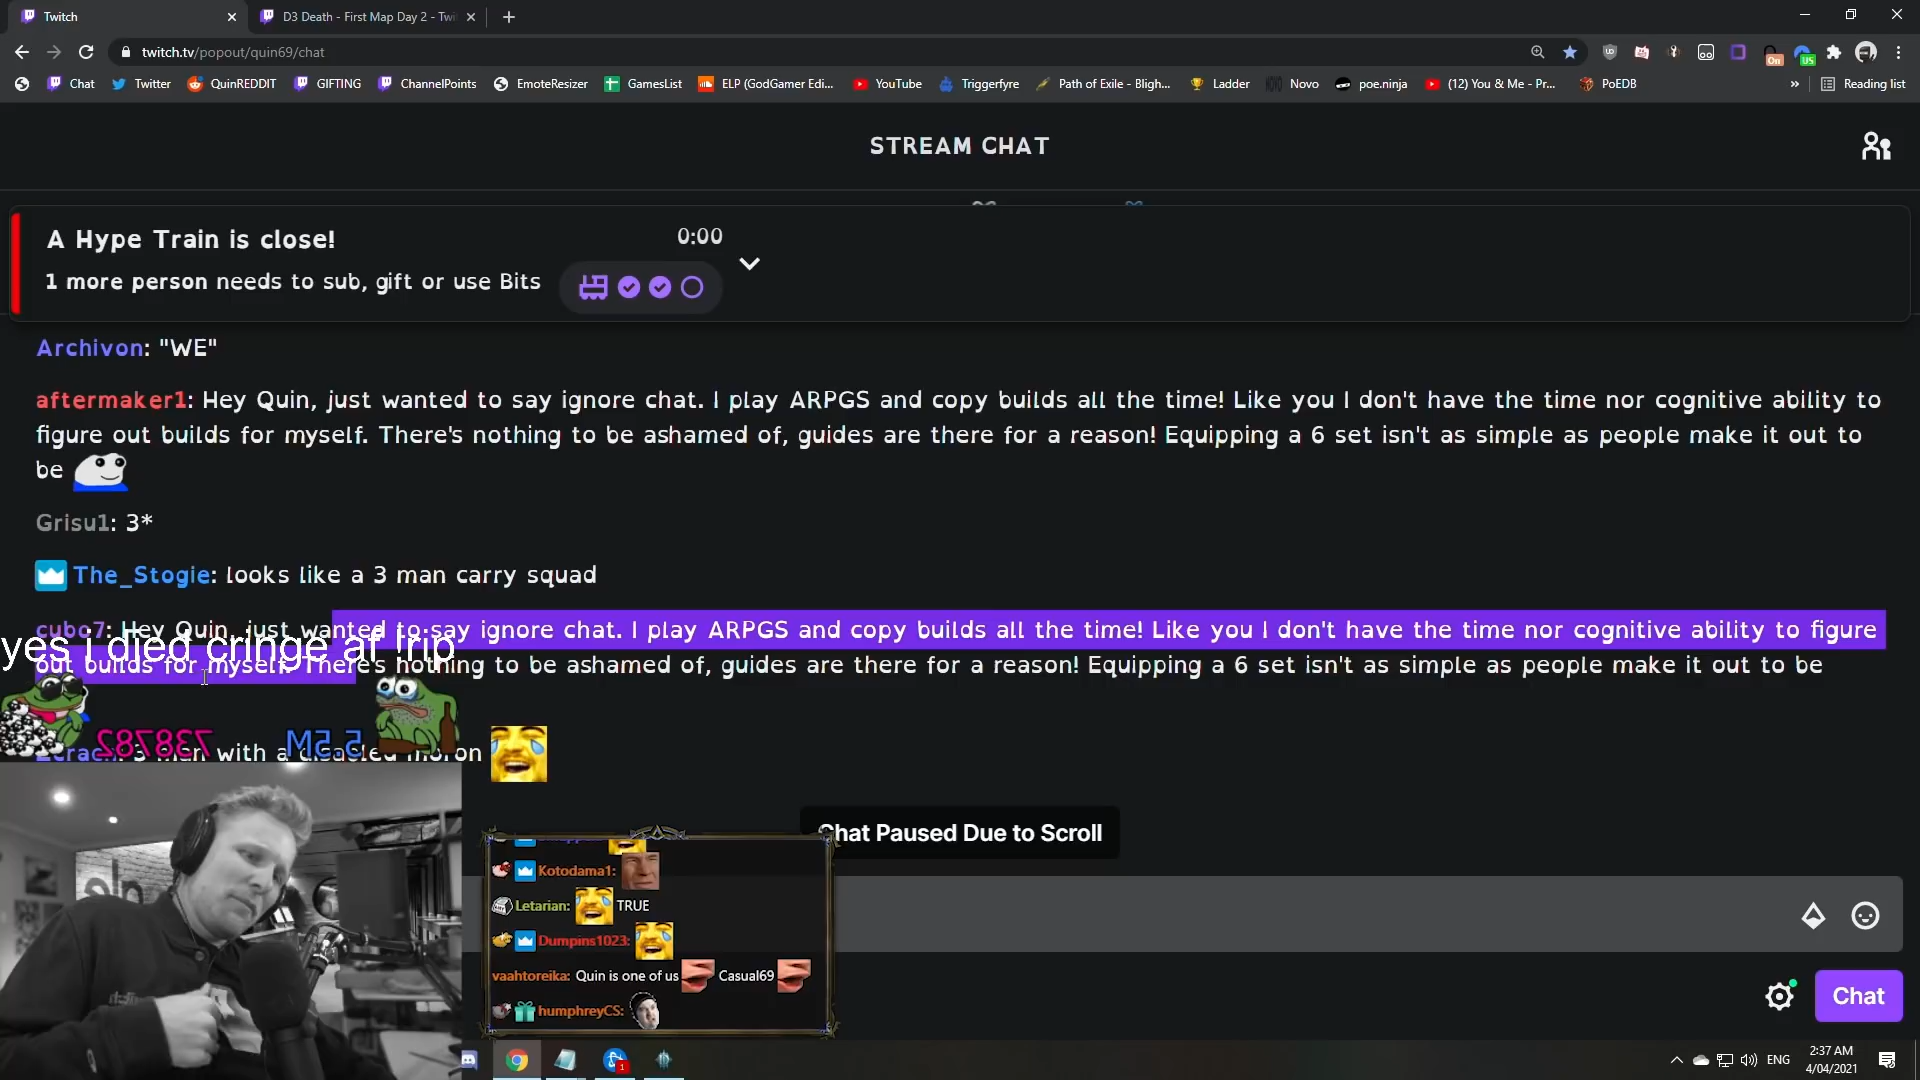 Twitch
D3 Death - First Map Day 2 - Twi
twitch.tv/popout/quin69/chat
On
US
Chat
Twitter
QuinREDDIT
GIFTING
ChannelPoints
EmoteResizer
GamesList
ELP (GodGamer Edi...
YouTube
Triggerfyre
Path of Exile - Bligh...
Ladder
Novo
poe.ninja
(12) You & Me - Pr...
PoEDB
»
Reading list
STREAM CHAT
A Hype Train is close!
0:00
1 more person needs to sub, gift or use Bits
Archivon: "WE"
aftermaker1: Hey Quin, just wanted to say ignore chat. I play ARPGS and copy builds all the time! Like you I don't have the time nor cognitive ability to
figure out builds for myself. There's nothing to be ashamed of, guides are there for a reason! Equipping a 6 set isn't as simple as people make it out to
be
Grisu1: 3*
The_Stogie: looks like a 3 man carry squad
cubo7: Hey Quin, just wanted to say ignore chat. I play ARPGS and copy builds all the time! Like you I don't have the time nor cognitive ability to figure
yes i died cringe af !rip
out builds for myself. There's nothing to be ashamed of, guides are there for a reason! Equipping a 6 set isn't as simple as people make it out to be
738782
5.5M
3 man with a disabled moron
Chat Paused Due to Scroll
Kotodama1:
Letarian: TRUE
Dumpins1023:
vaahtoreika: Quin is one of us Casual69
humphreyCS:
Chat
1
ENG
2:37 AM
4/04/2021